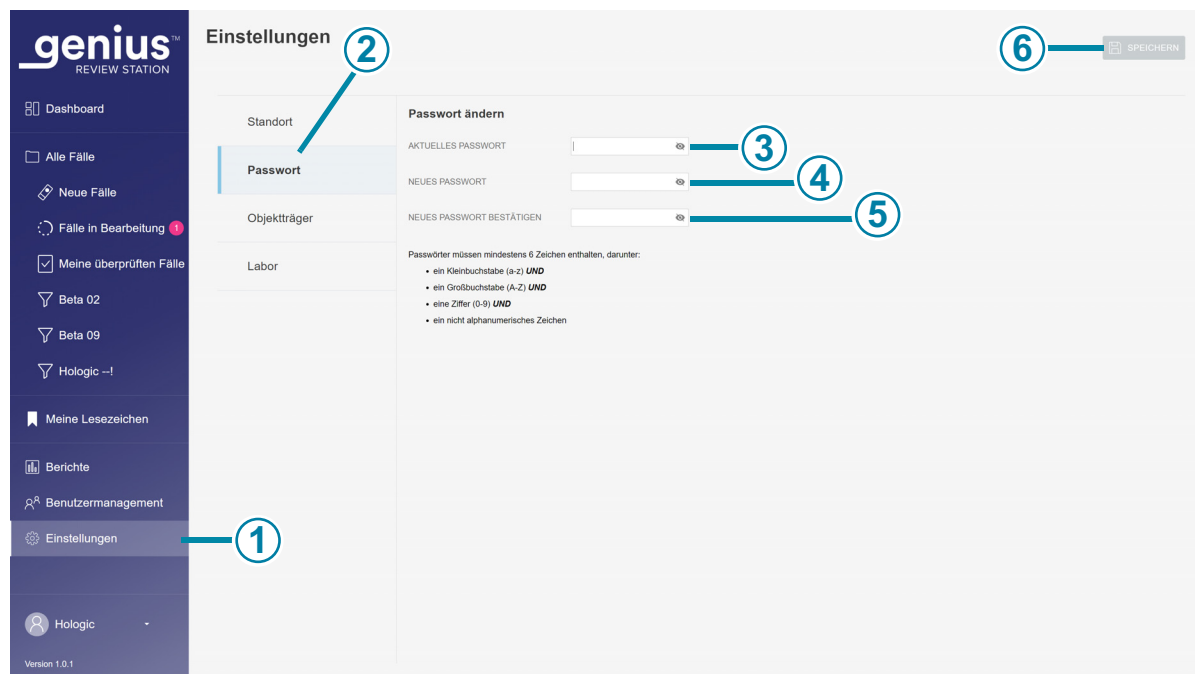 genius™
REVIEW STATION
Dashboard
Alle Fälle
Neue Fälle
Fälle in Bearbeitung 1
Meine überprüften Fälle
Beta 02
Beta 09
Hologic --!
Meine Lesezeichen
Berichte
Benutzermanagement
Einstellungen
1
Hologic
Version 1.0.1
Einstellungen
2
6
SPEICHERN
Standort
Passwort
Objektträger
Labor
Passwort ändern
AKTUELLES PASSWORT
3
NEUES PASSWORT
4
NEUES PASSWORT BESTÄTIGEN
5
Passwörter müssen mindestens 6 Zeichen enthalten, darunter:
• ein Kleinbuchstabe (a-z) UND
• ein Großbuchstabe (A-Z) UND
• eine Ziffer (0-9) UND
• ein nicht alphanumerisches Zeichen